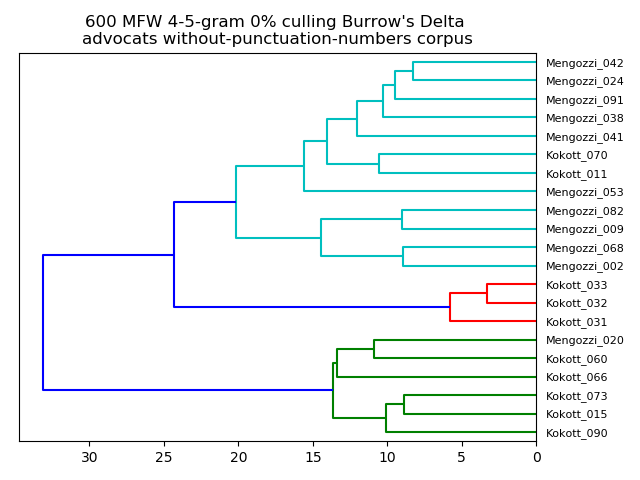 600 MFW 4-5-gram 0% culling Burrow's Delta
advocats without-punctuation-numbers corpus
Mengozzi_042
Mengozzi_024
Mengozzi_091
Mengozzi_038
Mengozzi_041
Kokott_070
Kokott_011
Mengozzi_053
Mengozzi_082
Mengozzi_009
Mengozzi_068
Mengozzi_002
Kokott_033
Kokott_032
Kokott_031
Mengozzi_020
Kokott_060
Kokott_066
Kokott_073
Kokott_015
Kokott_090
30 25 20 15 10 5 0